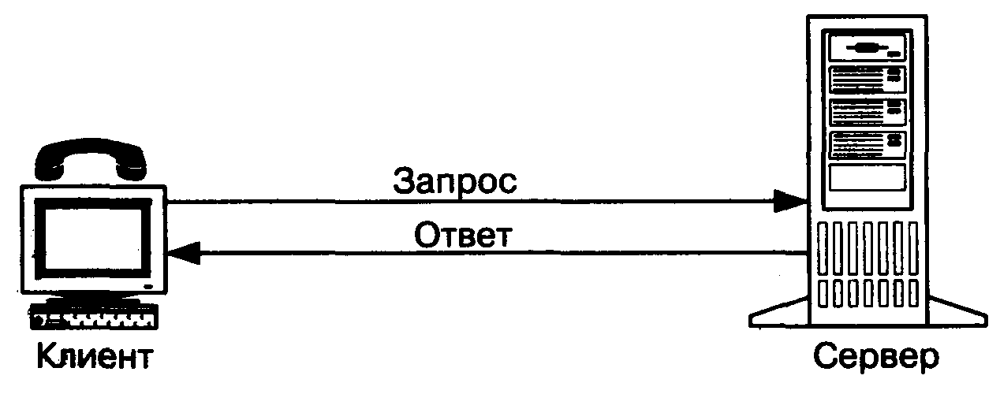 Запрос
Ответ
Клиент
Сервер